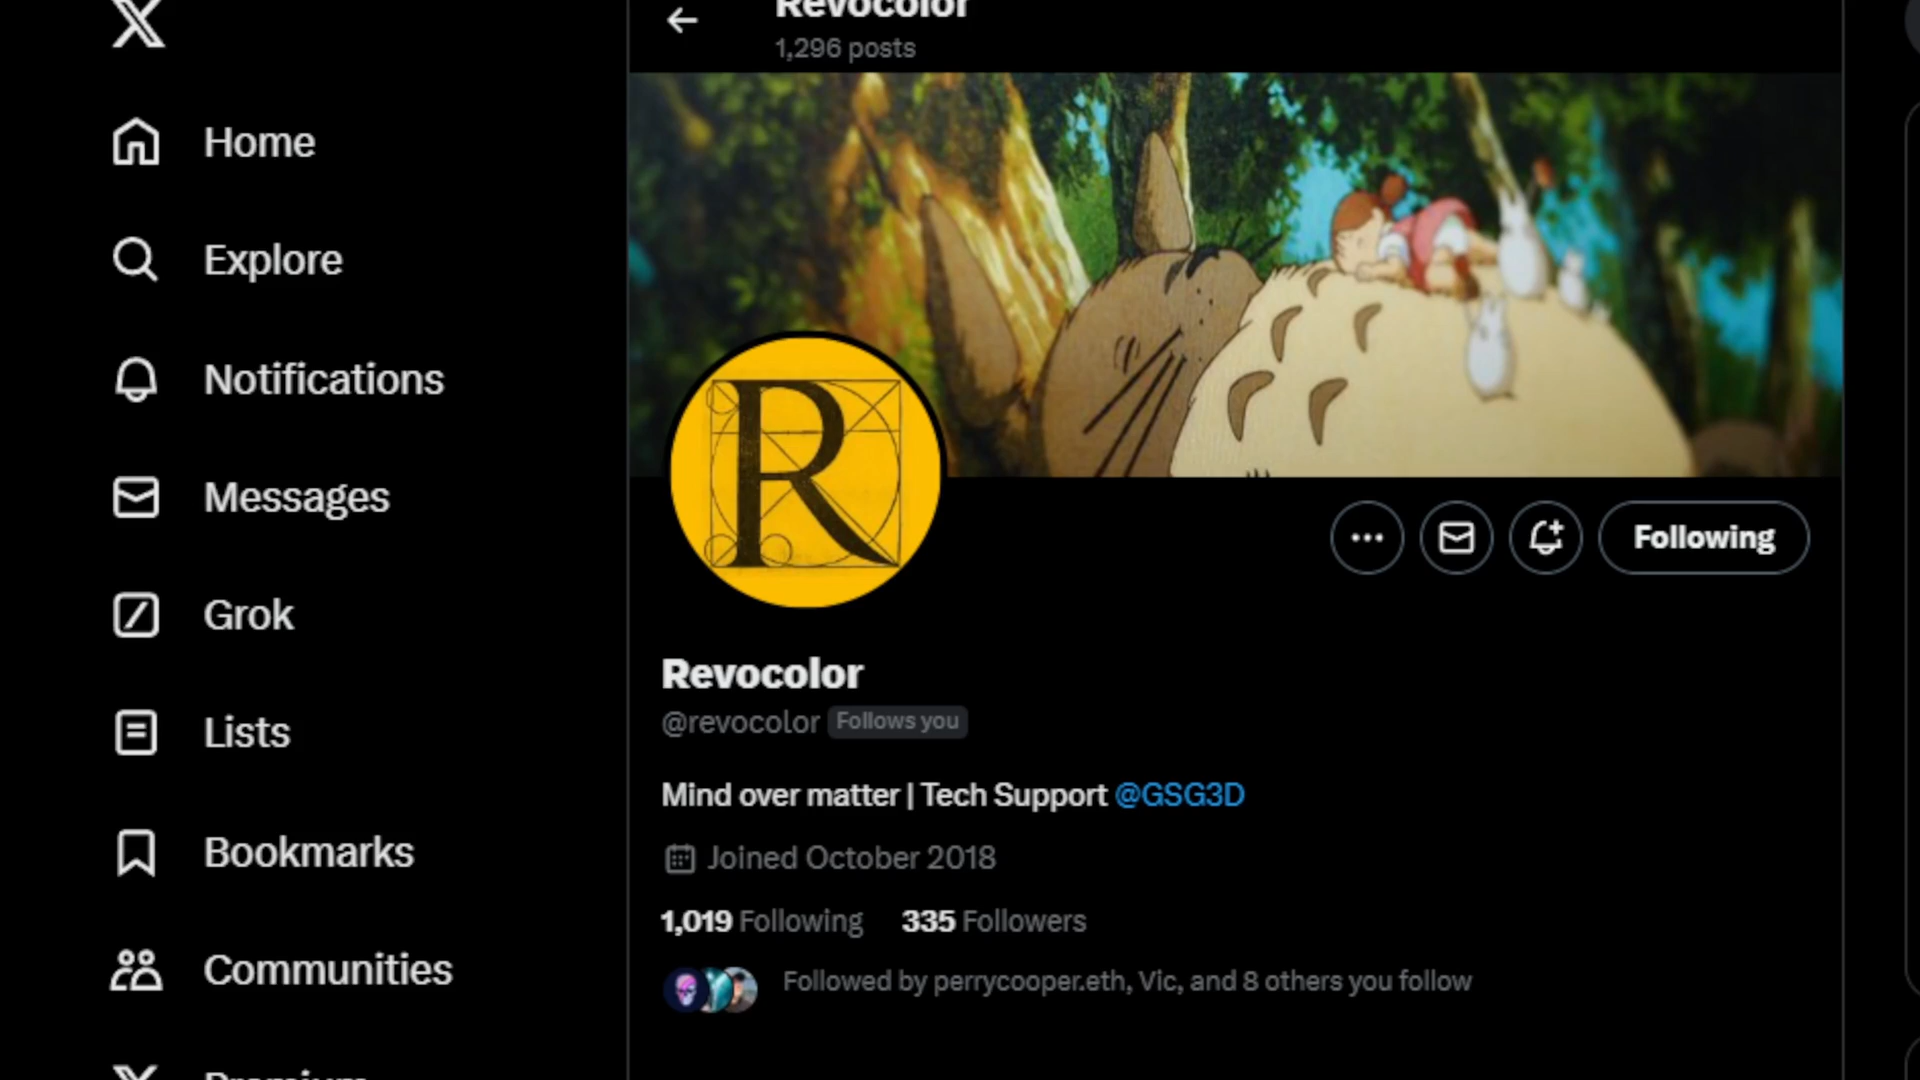 Revocolor
1,296 posts
Home
Explore
Notifications
Messages
Grok
Lists
Bookmarks
Communities
Premium
R
Following
Revocolor
@revocolor Follows you
Mind over matter | Tech Support @GSG3D
Joined October 2018
1,019 Following 335 Followers
Followed by perrycooper.eth, Vic, and 8 others you follow